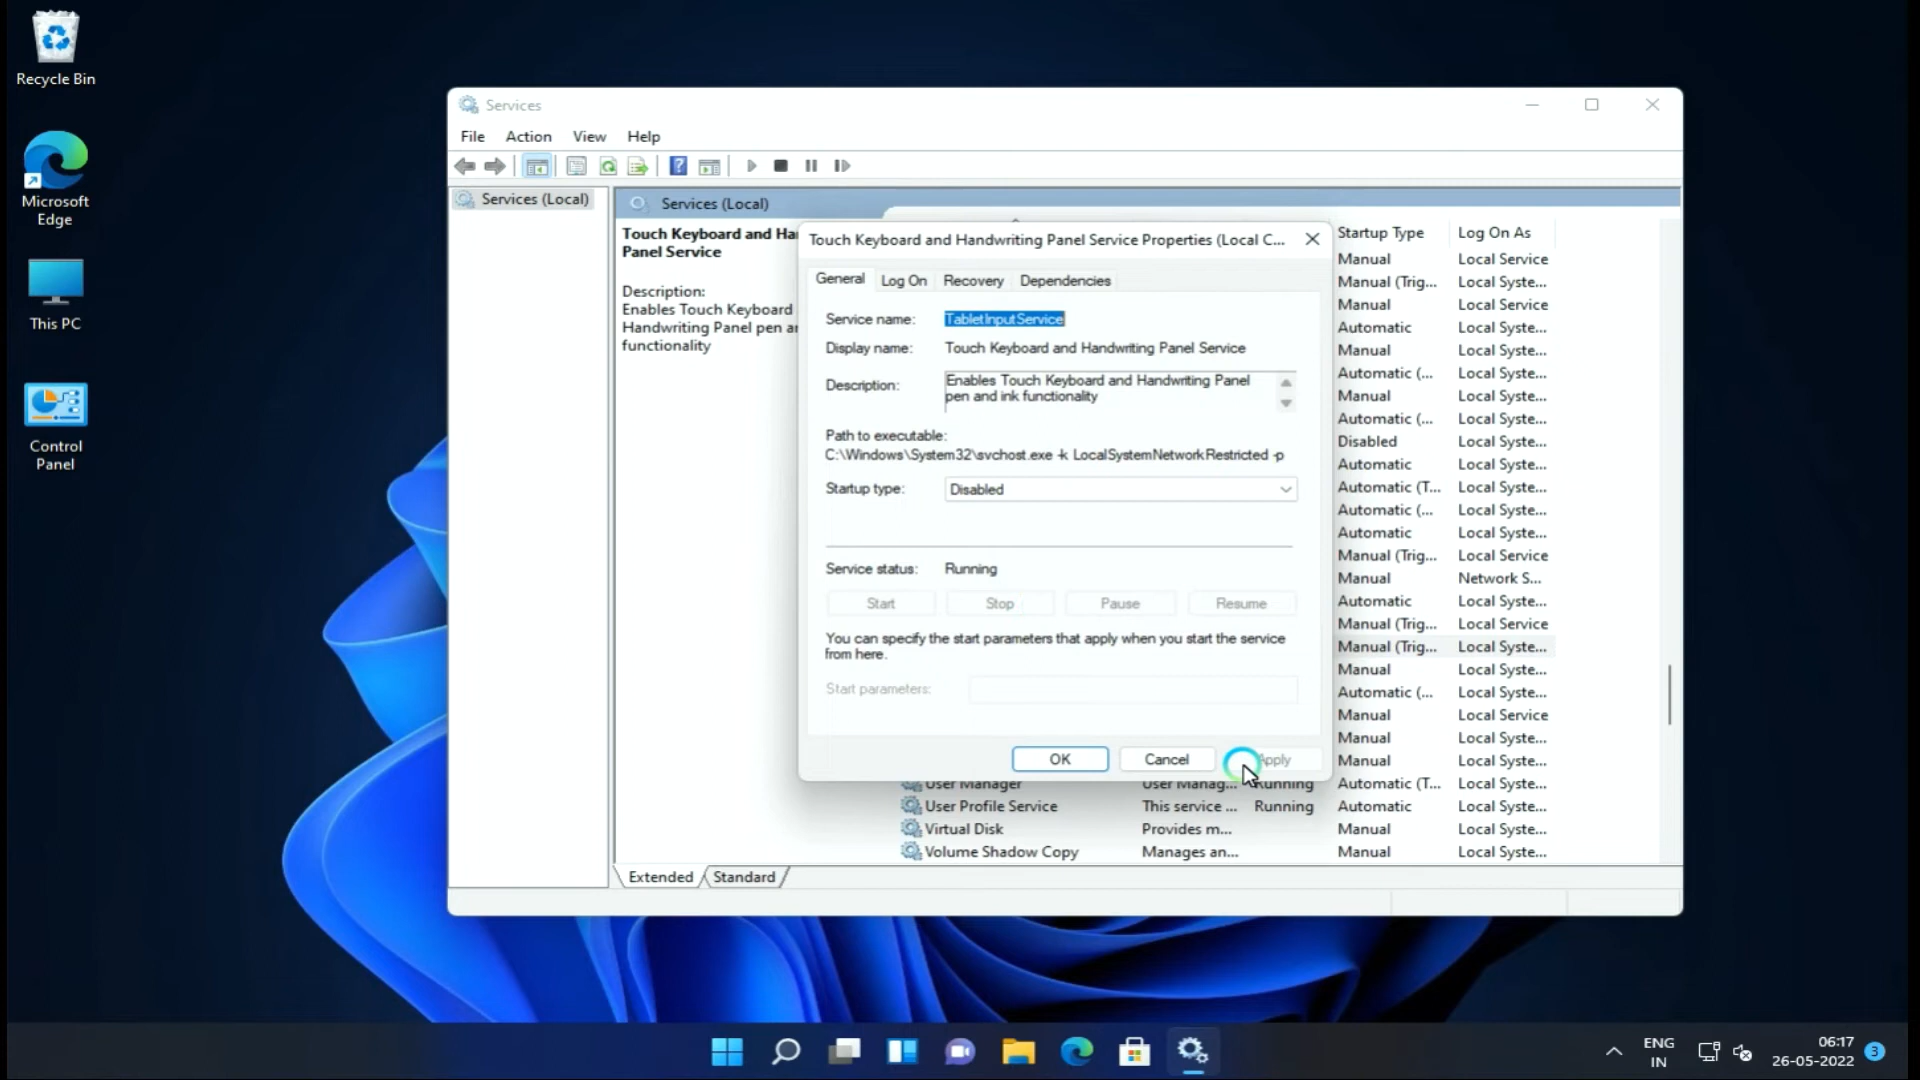 Recycle Bin
Microsoft
Edge
This PC
Control
Panel
Services
File Action View Help
Services (Local)
Services (Local)
Touch Keyboard and Ha
Panel Service
Description:
Enables Touch Keyboard
Handwriting Panel pen a
functionality
Touch Keyboard and Handwriting Panel Service Properties (Local C...
General Log On Recovery Dependencies
Service name: TabletInputService
Display name: Touch Keyboard and Handwriting Panel Service
Description: Enables Touch Keyboard and Handwriting Panel
pen and ink functionality
Path to executable:
C:\Windows\System32\svchost.exe -k LocalSystemNetworkRestricted -p
Startup type: Disabled
Service status: Running
Start Stop Pause Resume
You can specify the start parameters that apply when you start the service
from here.
Start parameters:
OK Cancel Apply
Startup Type Log On As
Manual Local Service
Manual (Trig... Local Syste...
Manual Local Service
Automatic Local Syste...
Manual Local Syste...
Automatic (... Local Syste...
Manual Local Syste...
Automatic (... Local Syste...
Disabled Local Syste...
Automatic Local Syste...
Automatic (T... Local Syste...
Automatic (... Local Syste...
Automatic Local Syste...
Manual (Trig... Local Service
Manual Network S...
Automatic Local Syste...
Manual (Trig... Local Service
Manual (Trig... Local Syste...
Manual Local Syste...
Automatic (... Local Syste...
Manual Local Service
Manual Local Syste...
Manual Local Syste...
User Manager User Manag... Running Automatic (T... Local Syste...
User Profile Service This service ... Running Automatic Local Syste...
Virtual Disk Provides m... Manual Local Syste...
Volume Shadow Copy Manages an... Manual Local Syste...
Extended Standard
ENG
IN
06:17
26-05-2022
3